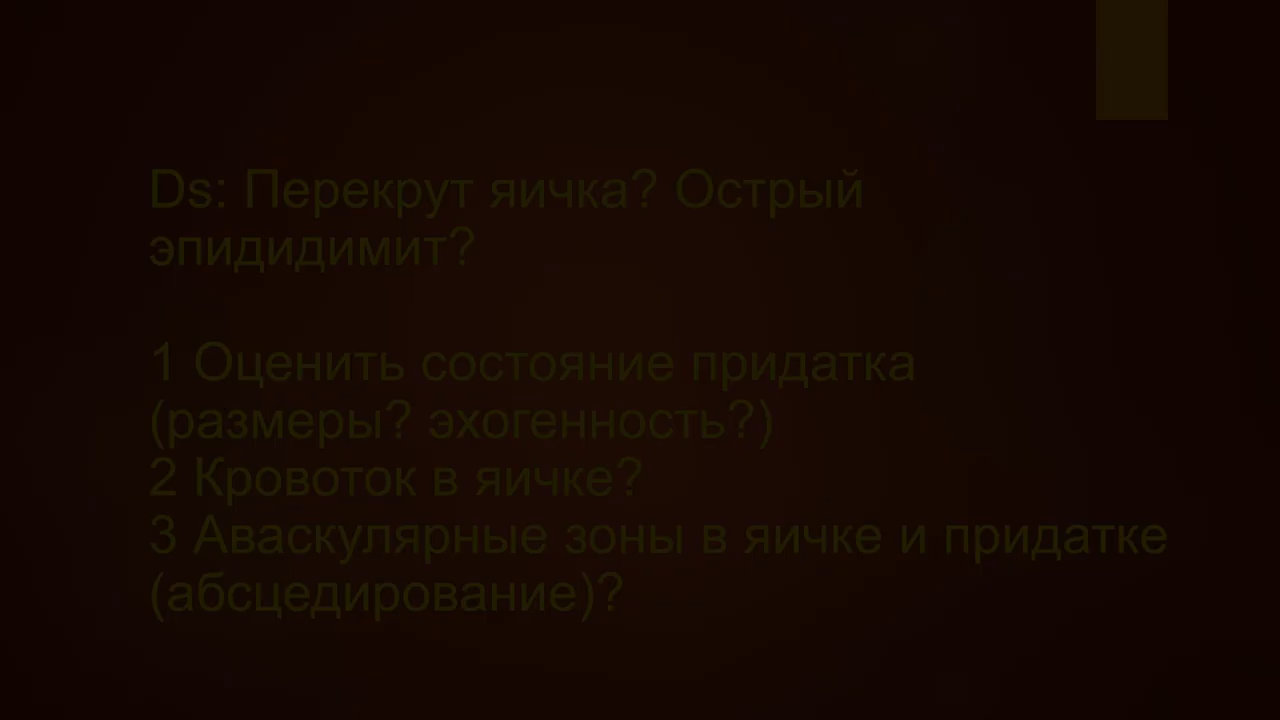 Ds: Перекрут яичка? Острый
эпидидимит?
1 Оценить состояние придатка
(размеры? эхогенность?)
2 Кровоток в яичке?
3 Аваскулярные зоны в яичке и придатке
(абсцедирование)?